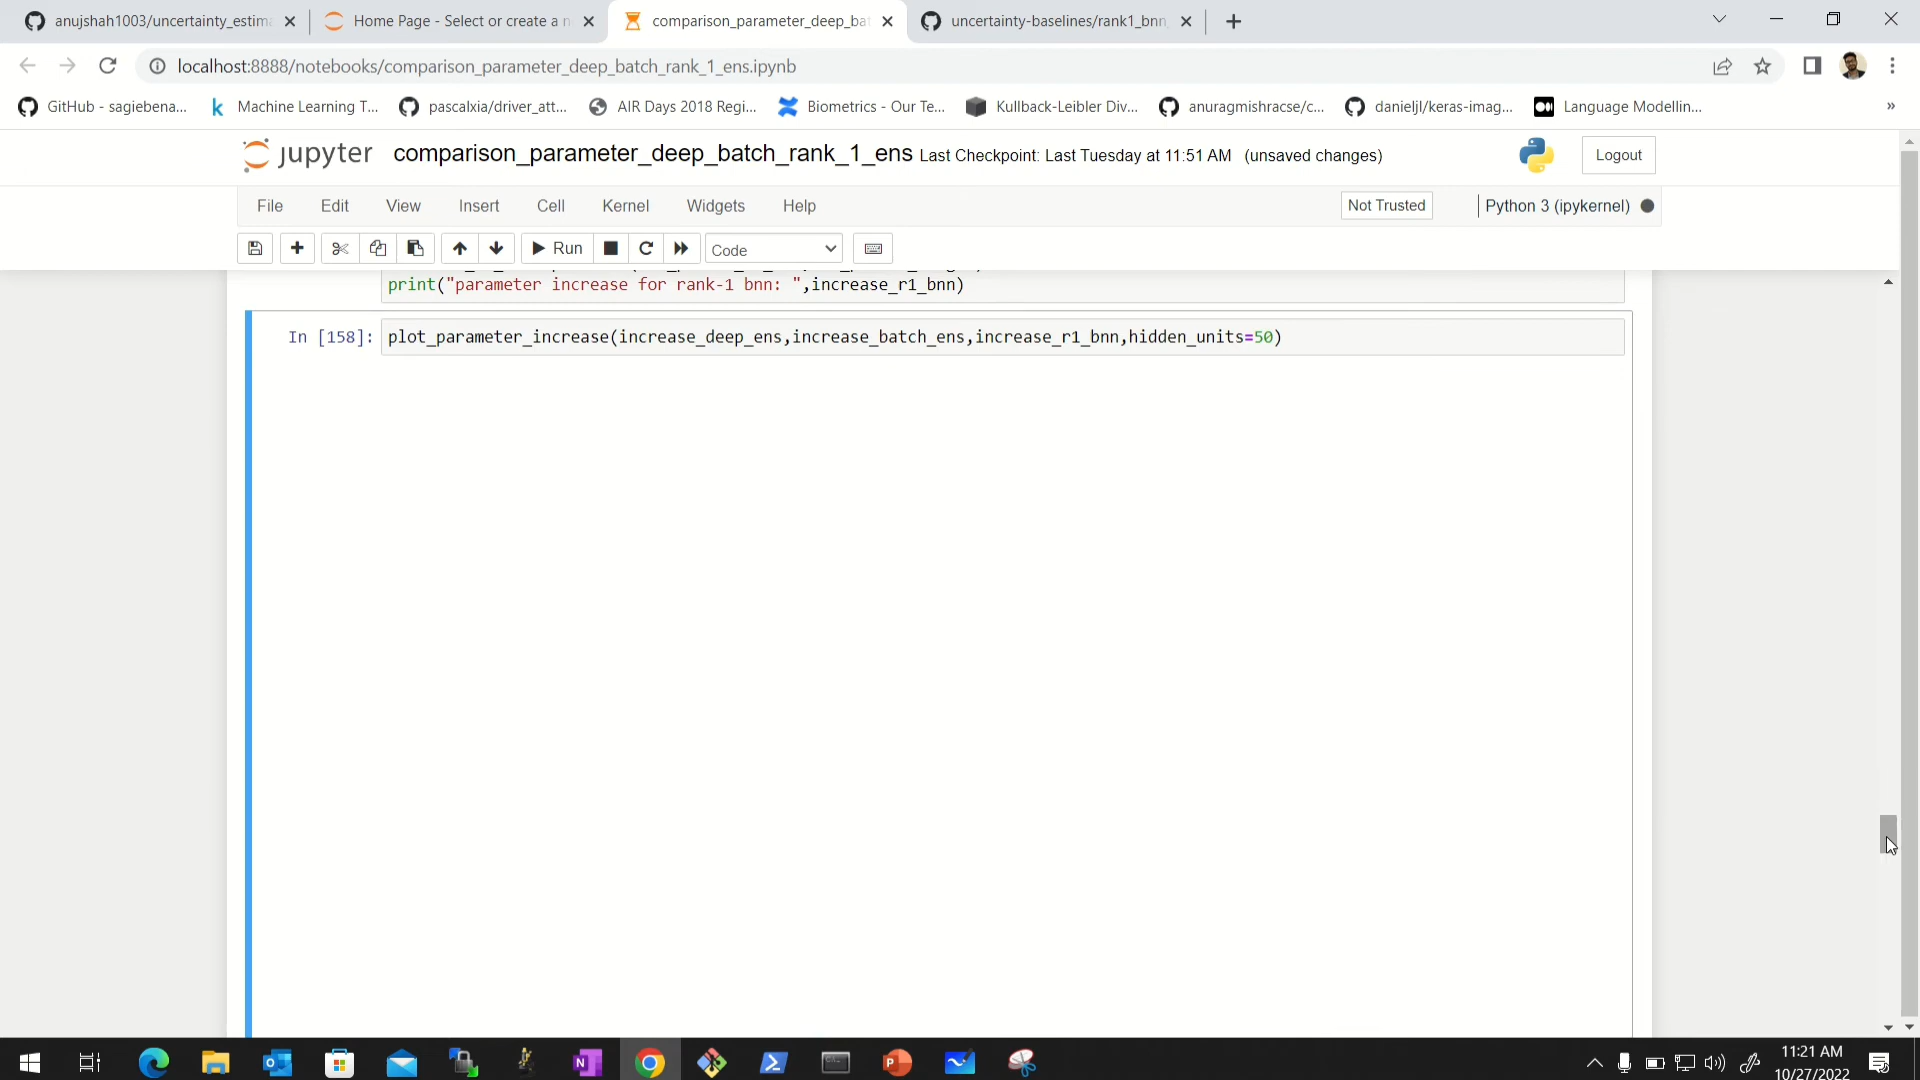 anujshah1003/uncertainty_estima
Home Page - Select or create a n
comparison_parameter_deep_bat
uncertainty-baselines/rank1_bnn
localhost:8888/notebooks/comparison_parameter_deep_batch_rank_1_ens.ipynb
GitHub - sagiebena...
Machine Learning T...
pascalxia/driver_att...
AIR Days 2018 Regi...
Biometrics - Our Te...
Kullback-Leibler Div...
anuragmishracse/c...
danieljl/keras-imag...
Language Modellin...
»
jupyter comparison_parameter_deep_batch_rank_1_ens Last Checkpoint: Last Tuesday at 11:51 AM (unsaved changes)
Logout
File Edit View Insert Cell Kernel Widgets Help
Not Trusted
Python 3 (ipykernel)
Run
Code
print("parameter increase for rank-1 bnn: ",increase_r1_bnn)
In [158]: plot_parameter_increase(increase_deep_ens,increase_batch_ens,increase_r1_bnn,hidden_units=50)
11:21 AM
10/27/2022